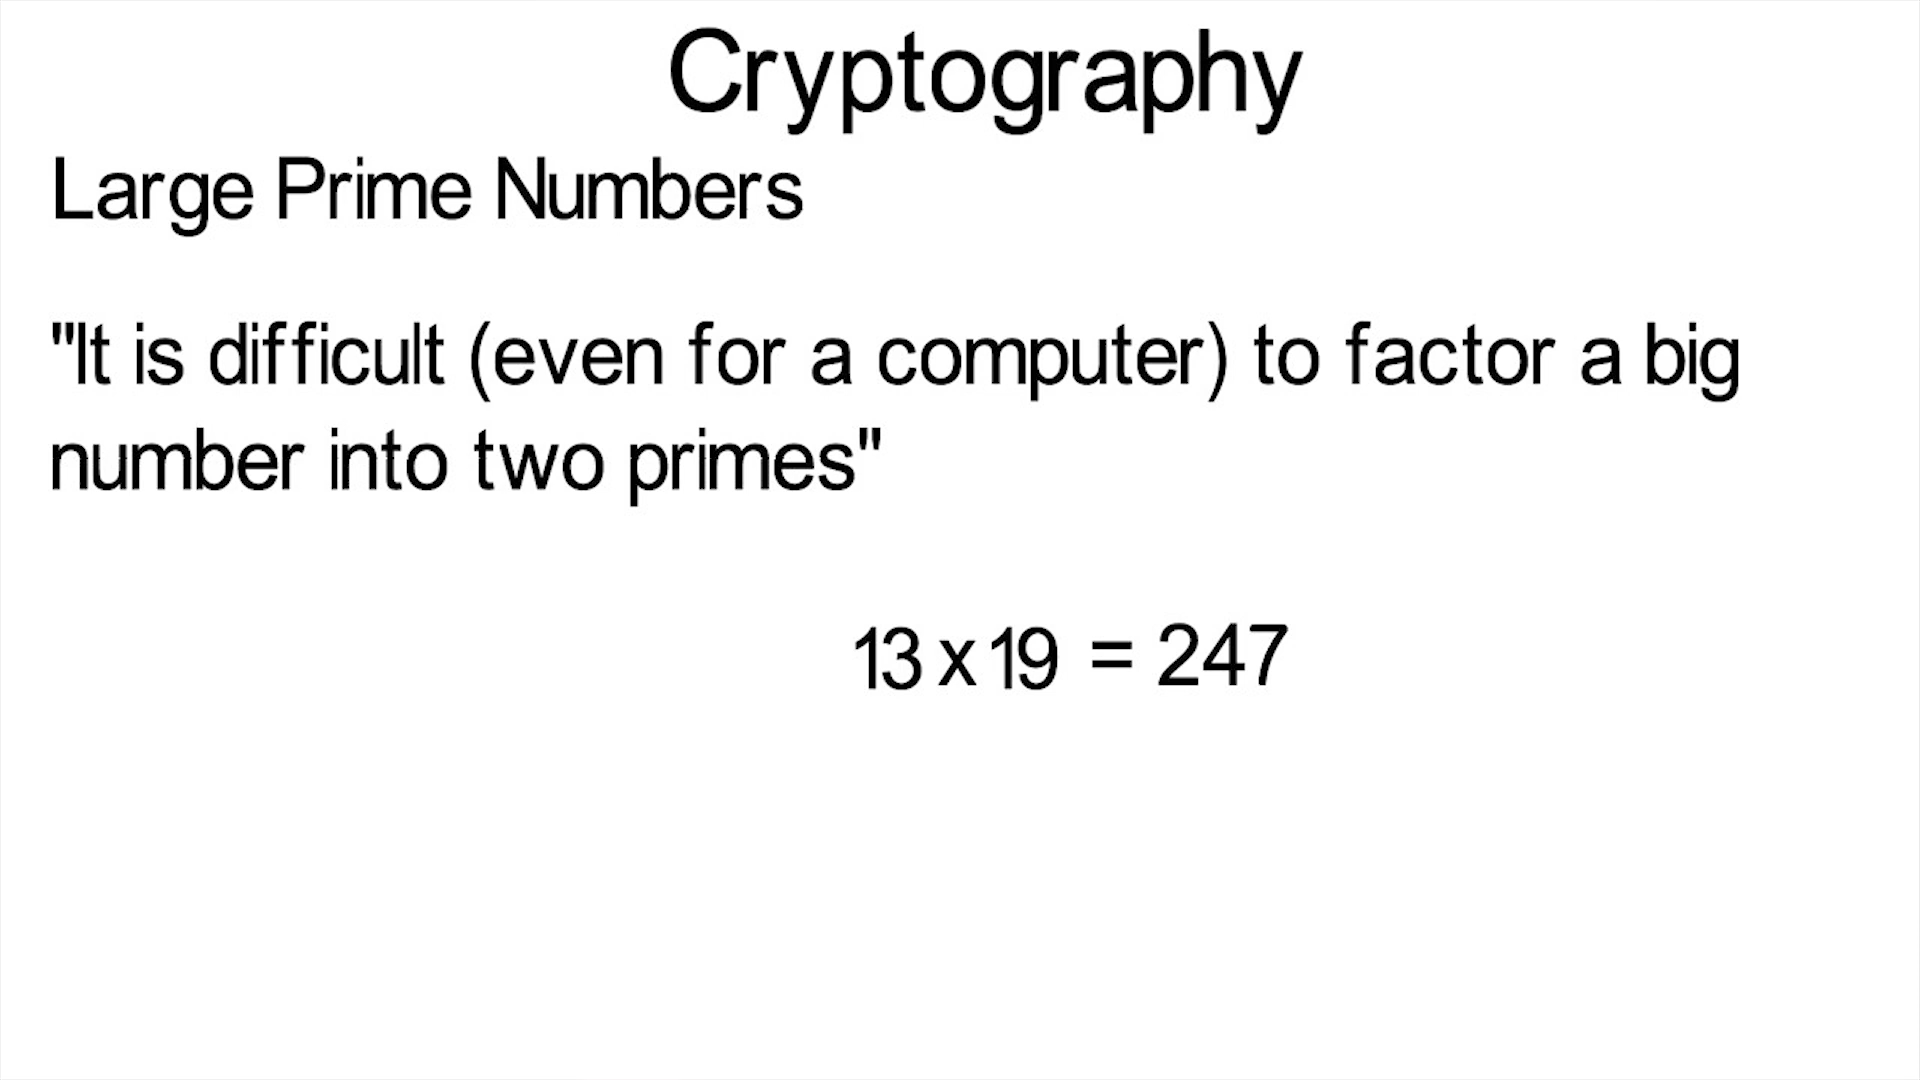 Cryptography
Large Prime Numbers
"It is difficult (even for a computer) to factor a big
number into two primes"
13 x 19 = 247